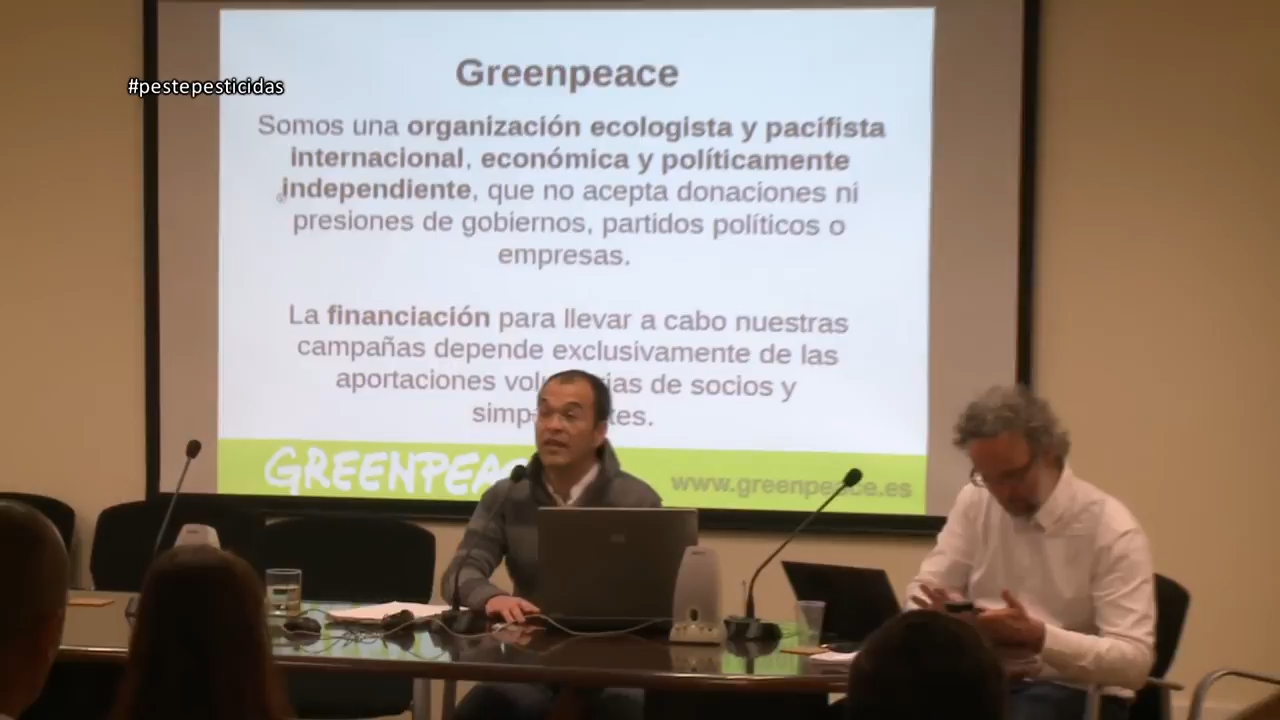 #pestepesticidas
Greenpeace
Somos una organización ecologista y pacifista
internacional, económica y políticamente
independiente, que no acepta donaciones ni
presiones de gobiernos, partidos políticos o
empresas.
La financiación para llevar a cabo nuestras
campañas depende exclusivamente de las
aportaciones de socios y
GREENPEACE
www.greenpeace.es